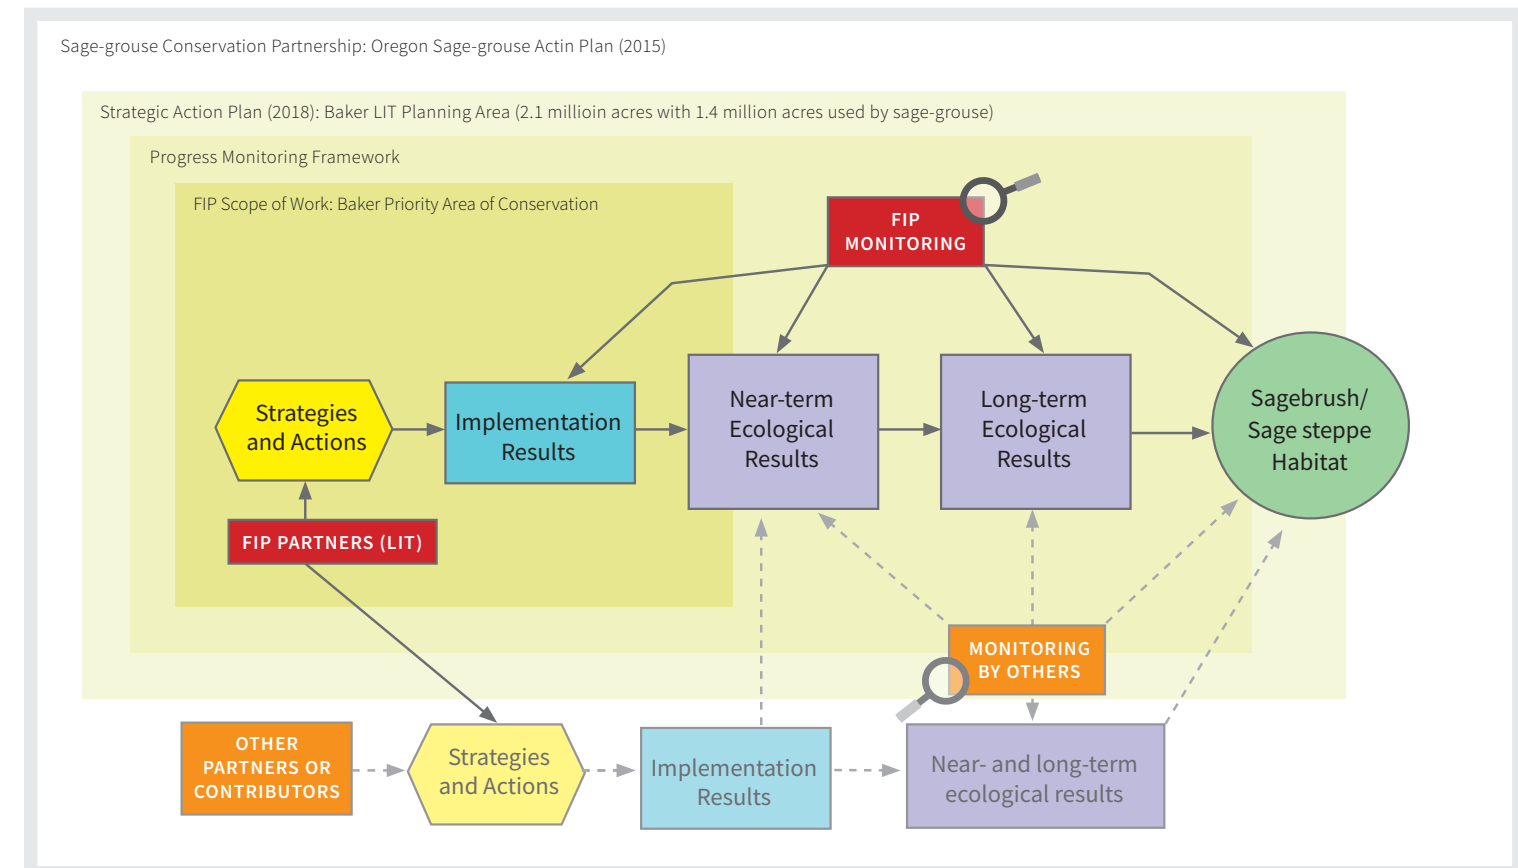 Sage-grouse Conservation Partnership: Oregon Sage-grouse Actin Plan (2015)
Strategic Action Plan (2018): Baker LIT Planning Area (2.1 millioin acres with 1.4 million acres used by sage-grouse)
Progress Monitoring Framework
FIP Scope of Work: Baker Priority Area of Conservation
FIP
MONITORING
Strategies
and Actions
Implementation
Results
Near-term
Ecological
Results
Long-term
Ecological
Results
Sagebrush/
Sage steppe
Habitat
FIP PARTNERS (LIT)
MONITORING
BY OTHERS
OTHER
PARTNERS OR
CONTRIBUTORS
Strategies
and Actions
Implementation
Results
Near- and long-term
ecological results